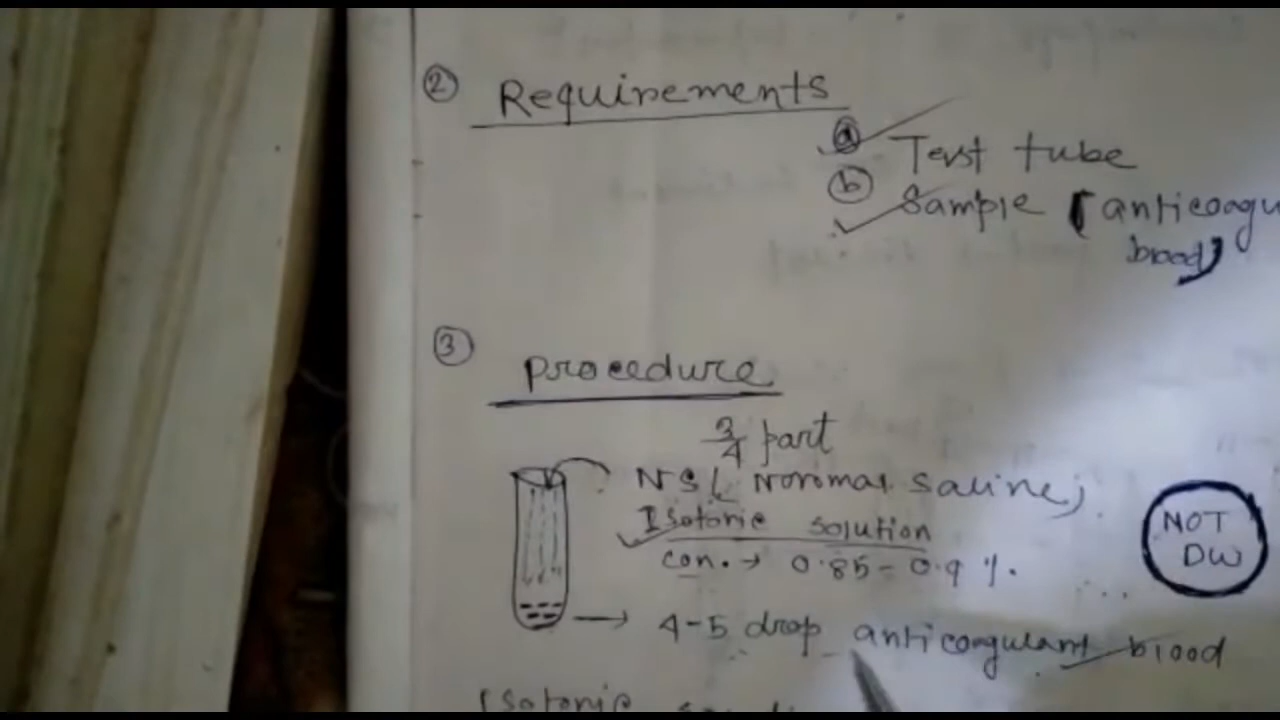 ② Requirements
ⓐ Test tube
ⓑ Sample (anticoagu
blood)
③ Procedure
3/4 part
NS (Normal saline)
Isotonic solution
con. → 0.85 - 0.9 %.
NOT
DW
→ 4-5 drop anticoagulant blood
Isotonic